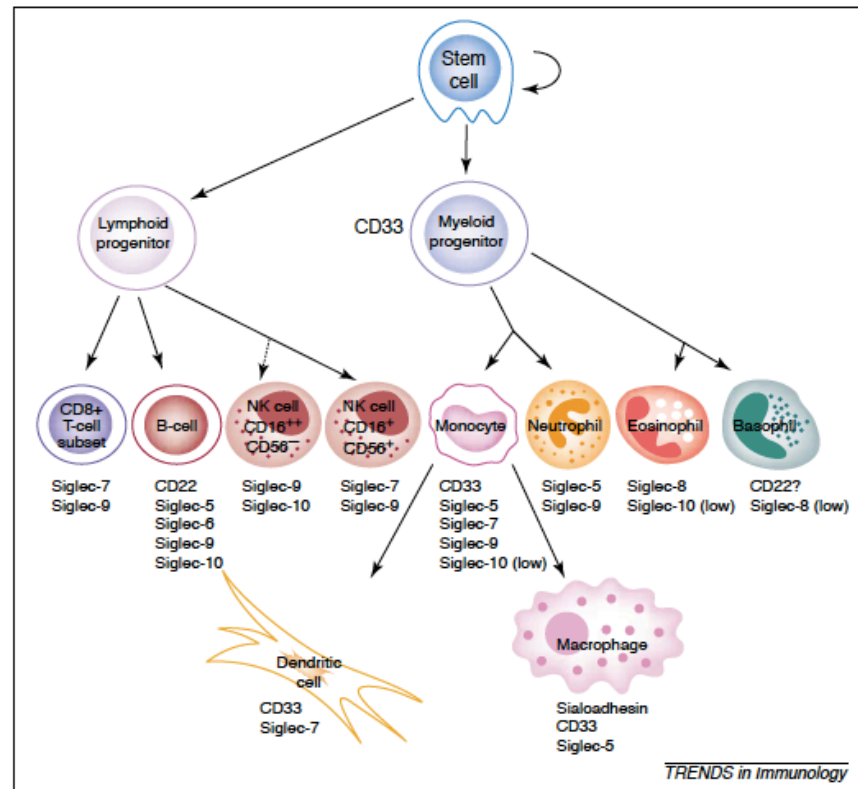 Stem
cell
Lymphoid
progenitor
CD33
Myeloid
progenitor
CD8+
T-cell
subset
B-cell
NK cell
CD16++
CD56—
NK cell
CD16+
CD56+
Monocyte
Neutrophil
Eosinophil
Basophil
Siglec-7
Siglec-9
CD22
Siglec-5
Siglec-6
Siglec-9
Siglec-10
Siglec-9
Siglec-10
Siglec-7
Siglec-9
CD33
Siglec-5
Siglec-7
Siglec-9
Siglec-10 (low)
Siglec-5
Siglec-9
Siglec-8
Siglec-10 (low)
CD22?
Siglec-8 (low)
Dendritic
cell
CD33
Siglec-7
Macrophage
Sialoadhesin
CD33
Siglec-5
TRENDS in Immunology